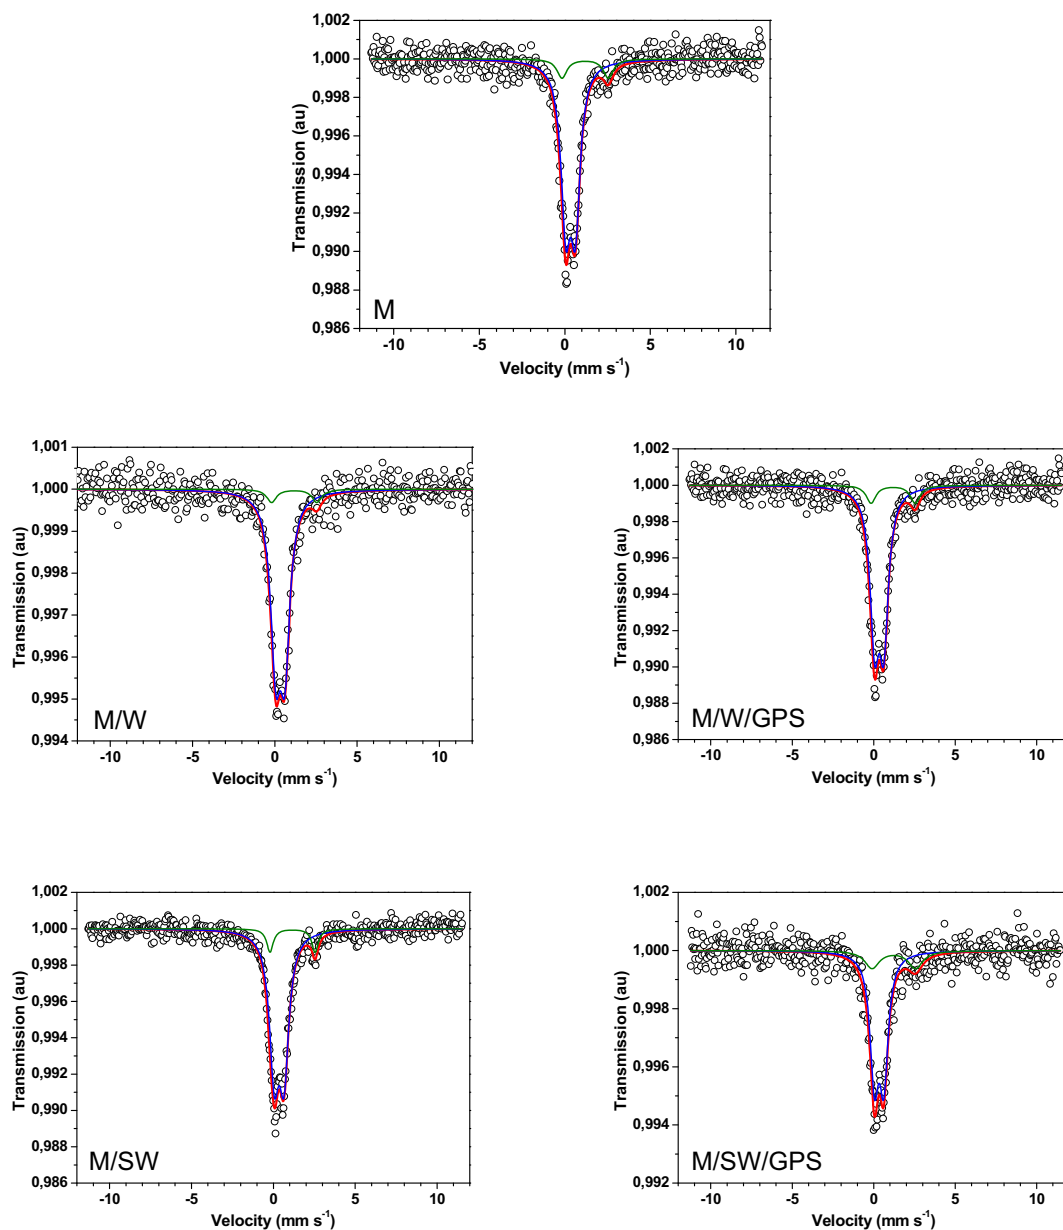 1,002
1,000
0,998
0,996
0,994
0,992
0,990
0,988
0,986
Transmission (au)
M
-10 -5 0 5 10
Velocity (mm s⁻¹)
1,001
1,000
0,999
0,998
0,997
0,996
0,995
0,994
Transmission (au)
M/W
-10 -5 0 5 10
Velocity (mm s⁻¹)
1,002
1,000
0,998
0,996
0,994
0,992
0,990
0,988
0,986
Transmission (au)
M/W/GPS
-10 -5 0 5 10
Velocity (mm s⁻¹)
1,002
1,000
0,998
0,996
0,994
0,992
0,990
0,988
0,986
Transmission (au)
M/SW
-10 -5 0 5 10
Velocity (mm s⁻¹)
1,002
1,000
0,998
0,996
0,994
0,992
Transmission (au)
M/SW/GPS
-10 -5 0 5 10
Velocity (mm s⁻¹)